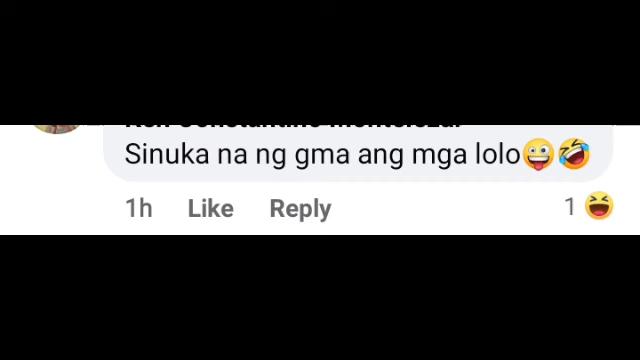 Sinuka na ng gma ang mga lolo🤪🤣
1h Like Reply 1 😆